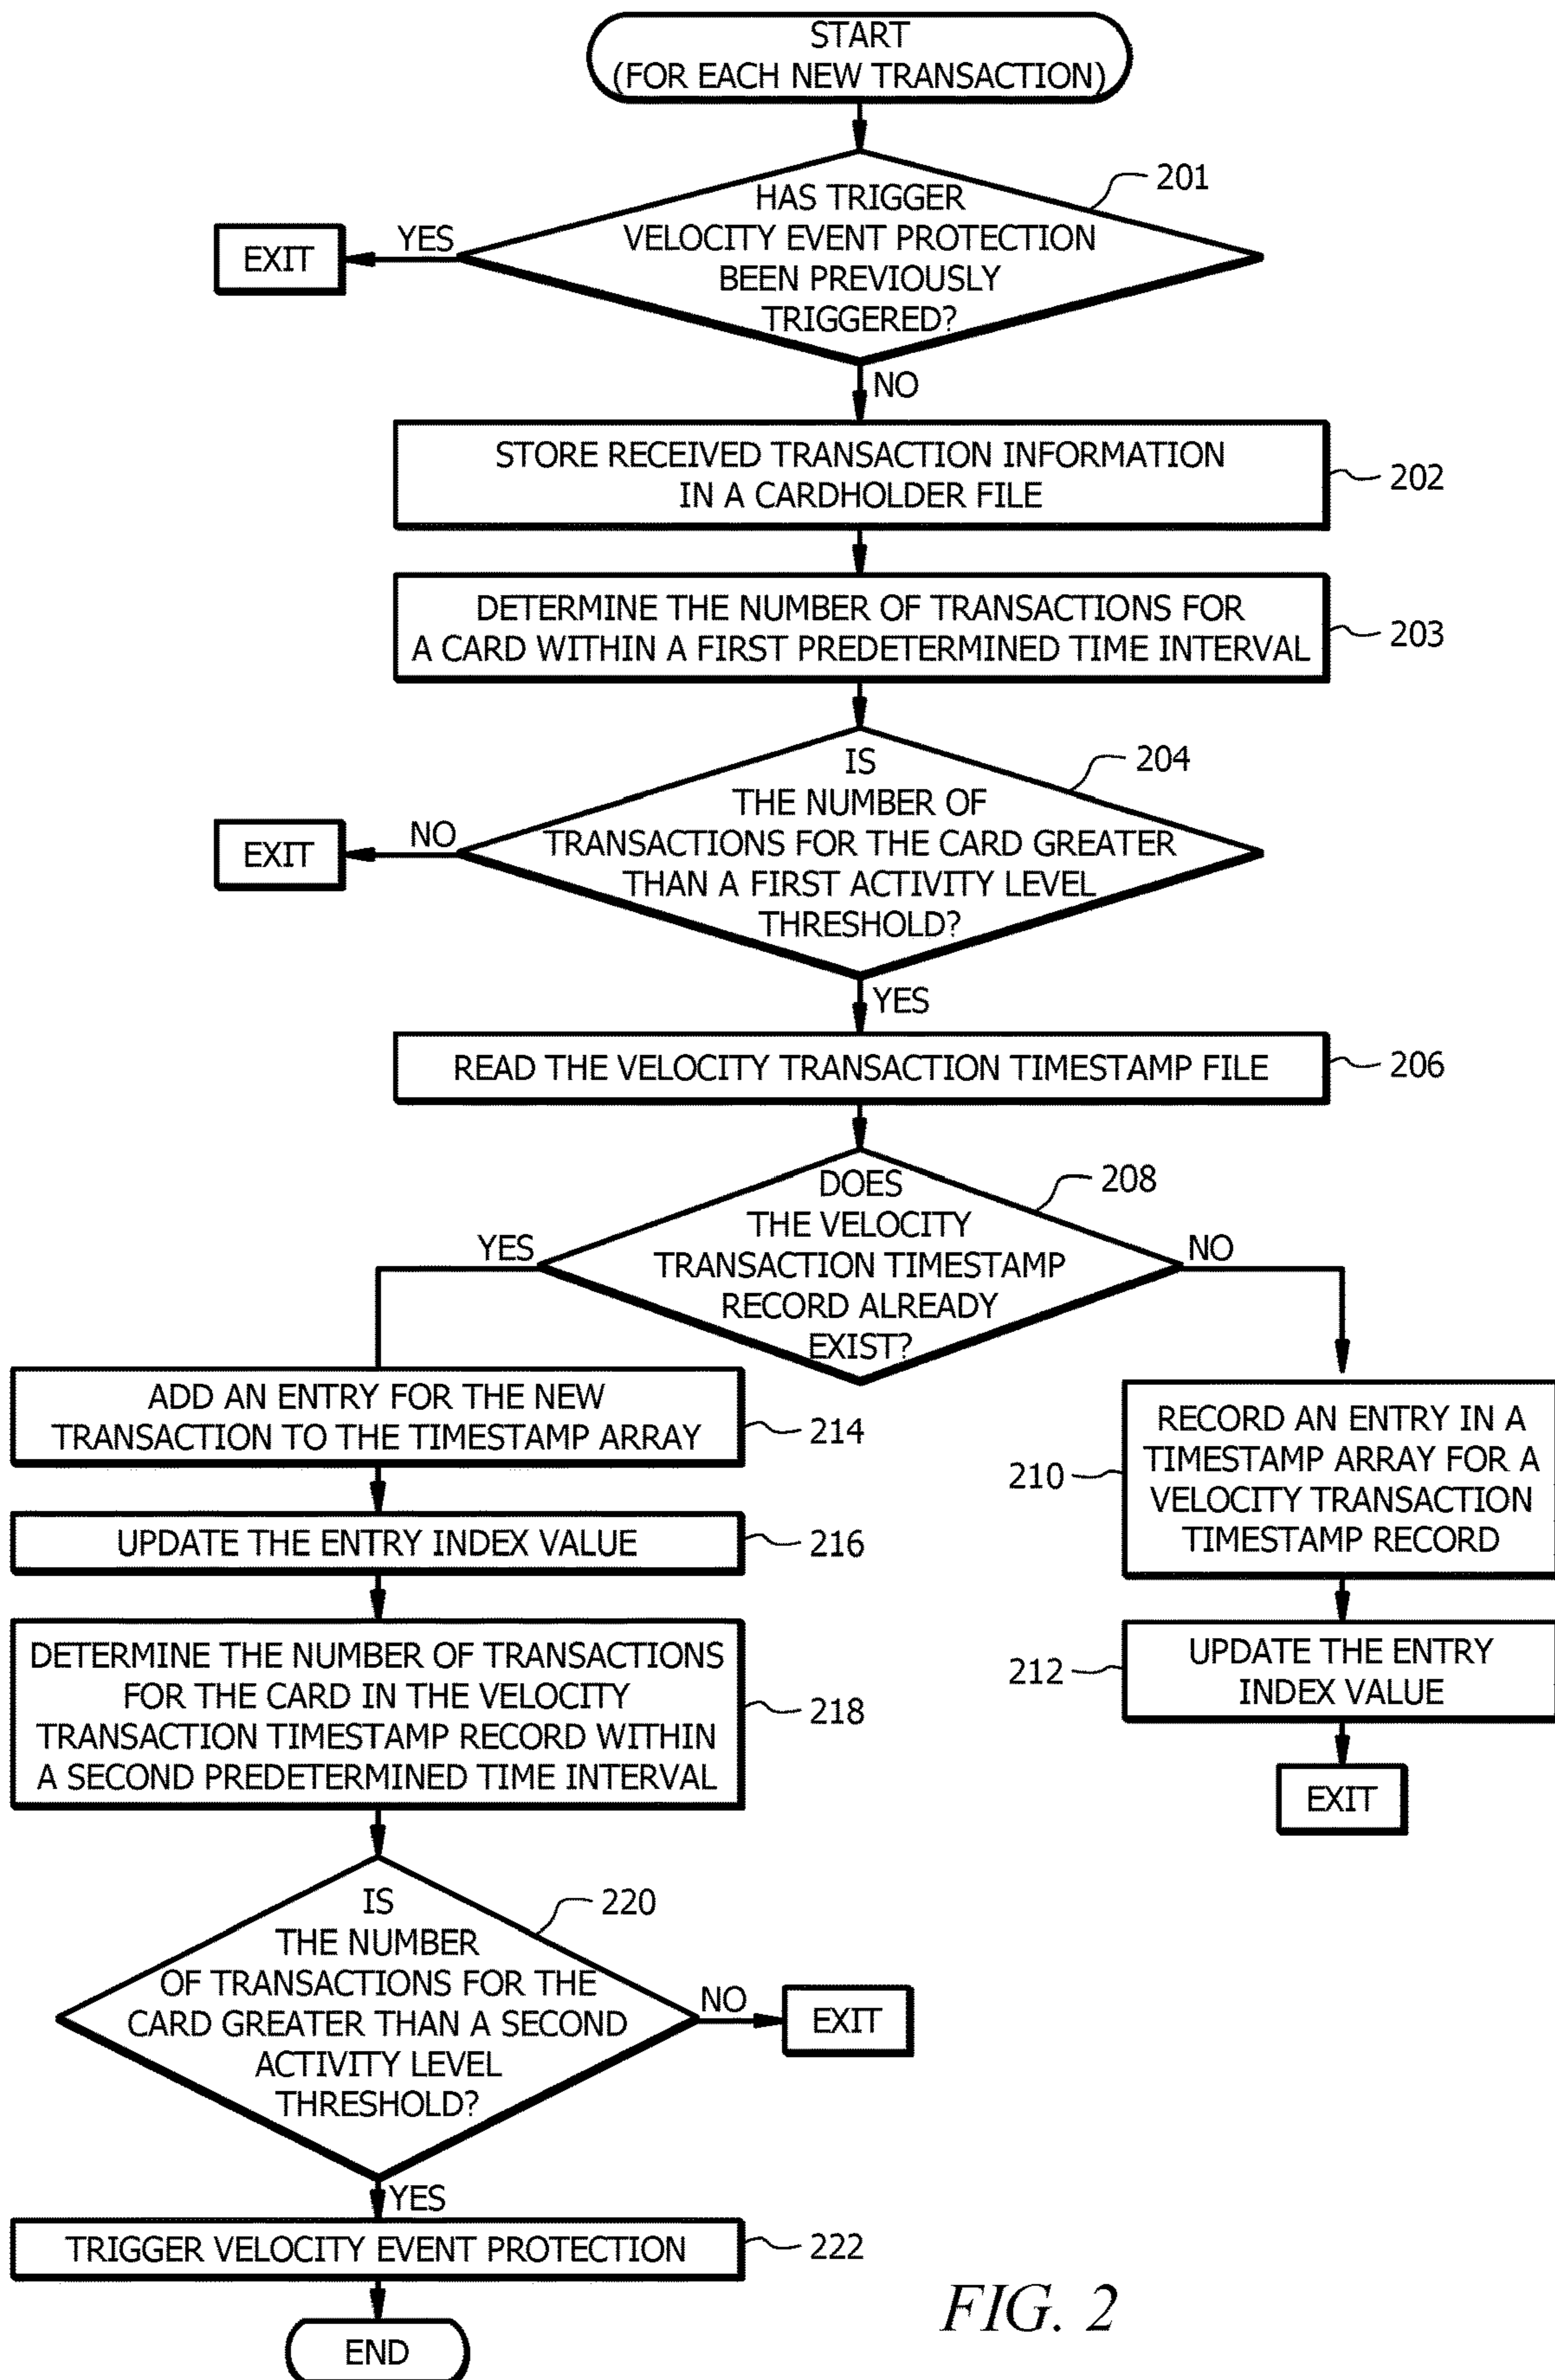 START
(FOR EACH NEW TRANSACTION)
201
HAS TRIGGER
VELOCITY EVENT PROTECTION
BEEN PREVIOUSLY
TRIGGERED?
YES
EXIT
NO
STORE RECEIVED TRANSACTION INFORMATION
IN A CARDHOLDER FILE
202
DETERMINE THE NUMBER OF TRANSACTIONS FOR
A CARD WITHIN A FIRST PREDETERMINED TIME INTERVAL
203
204
IS
THE NUMBER OF
TRANSACTIONS FOR THE CARD GREATER
THAN A FIRST ACTIVITY LEVEL
THRESHOLD?
NO
EXIT
YES
READ THE VELOCITY TRANSACTION TIMESTAMP FILE
206
208
DOES
THE VELOCITY
TRANSACTION TIMESTAMP
RECORD ALREADY
EXIST?
YES
NO
ADD AN ENTRY FOR THE NEW
TRANSACTION TO THE TIMESTAMP ARRAY
214
UPDATE THE ENTRY INDEX VALUE
216
DETERMINE THE NUMBER OF TRANSACTIONS
FOR THE CARD IN THE VELOCITY
TRANSACTION TIMESTAMP RECORD WITHIN
A SECOND PREDETERMINED TIME INTERVAL
218
210
RECORD AN ENTRY IN A
TIMESTAMP ARRAY FOR A
VELOCITY TRANSACTION
TIMESTAMP RECORD
212
UPDATE THE ENTRY
INDEX VALUE
EXIT
220
IS
THE NUMBER
OF TRANSACTIONS FOR THE
CARD GREATER THAN A SECOND
ACTIVITY LEVEL
THRESHOLD?
NO
EXIT
YES
TRIGGER VELOCITY EVENT PROTECTION
222
END
FIG. 2